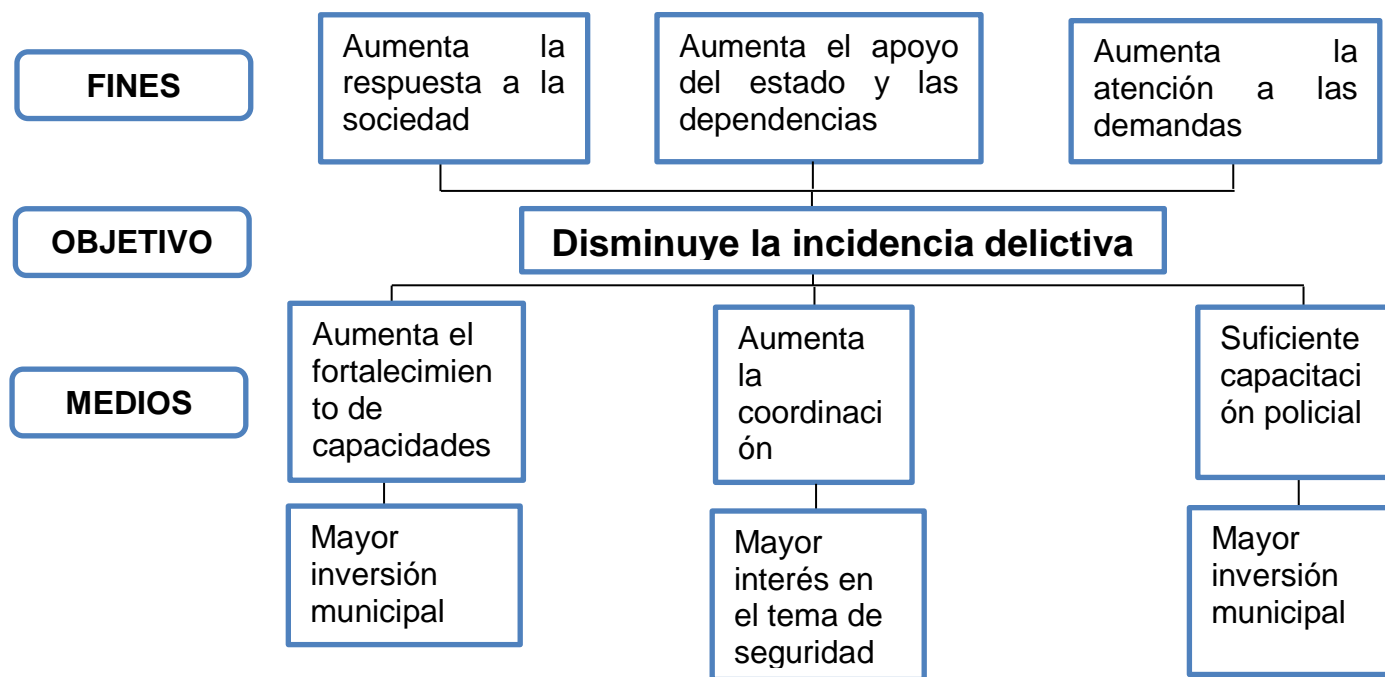 FINES
Aumenta la
respuesta a la
sociedad
Aumenta el apoyo
del estado y las
dependencias
Aumenta la
atención a las
demandas
OBJETIVO
Disminuye la incidencia delictiva
MEDIOS
Aumenta el
fortalecimien
to de
capacidades
Aumenta
la
coordinaci
ón
Suficiente
capacitaci
ón policial
Mayor
inversión
municipal
Mayor
interés en
el tema de
seguridad
Mayor
inversión
municipal